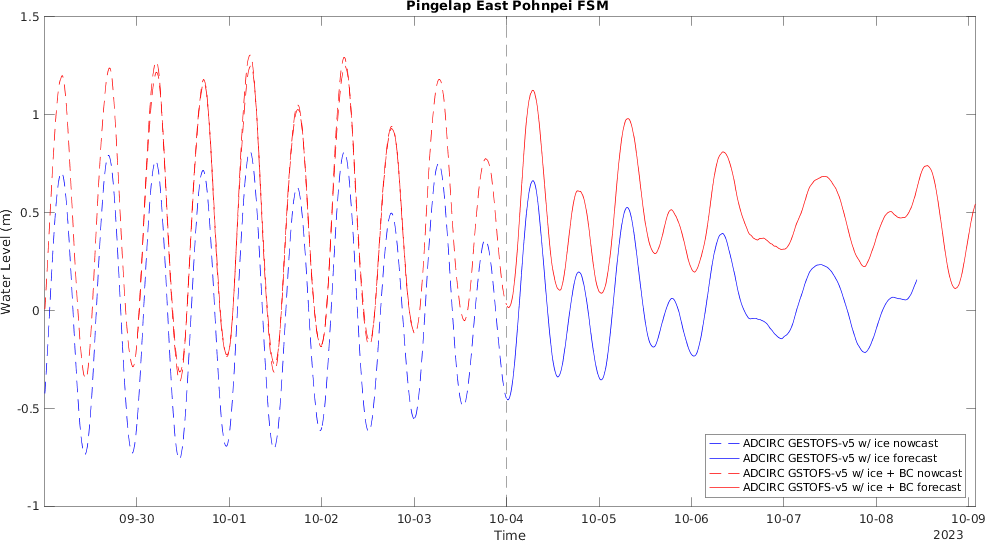 Pingelap East Pohnpei FSM
1.5
1
0.5
0
-0.5
-1
Water Level (m)
09-30 10-01 10-02 10-03 10-04 10-05 10-06 10-07 10-08 10-09
Time
2023
ADCIRC GESTOFS-v5 w/ ice nowcast
ADCIRC GESTOFS-v5 w/ ice forecast
ADCIRC GSTOFS-v5 w/ ice + BC nowcast
ADCIRC GSTOFS-v5 w/ ice + BC forecast